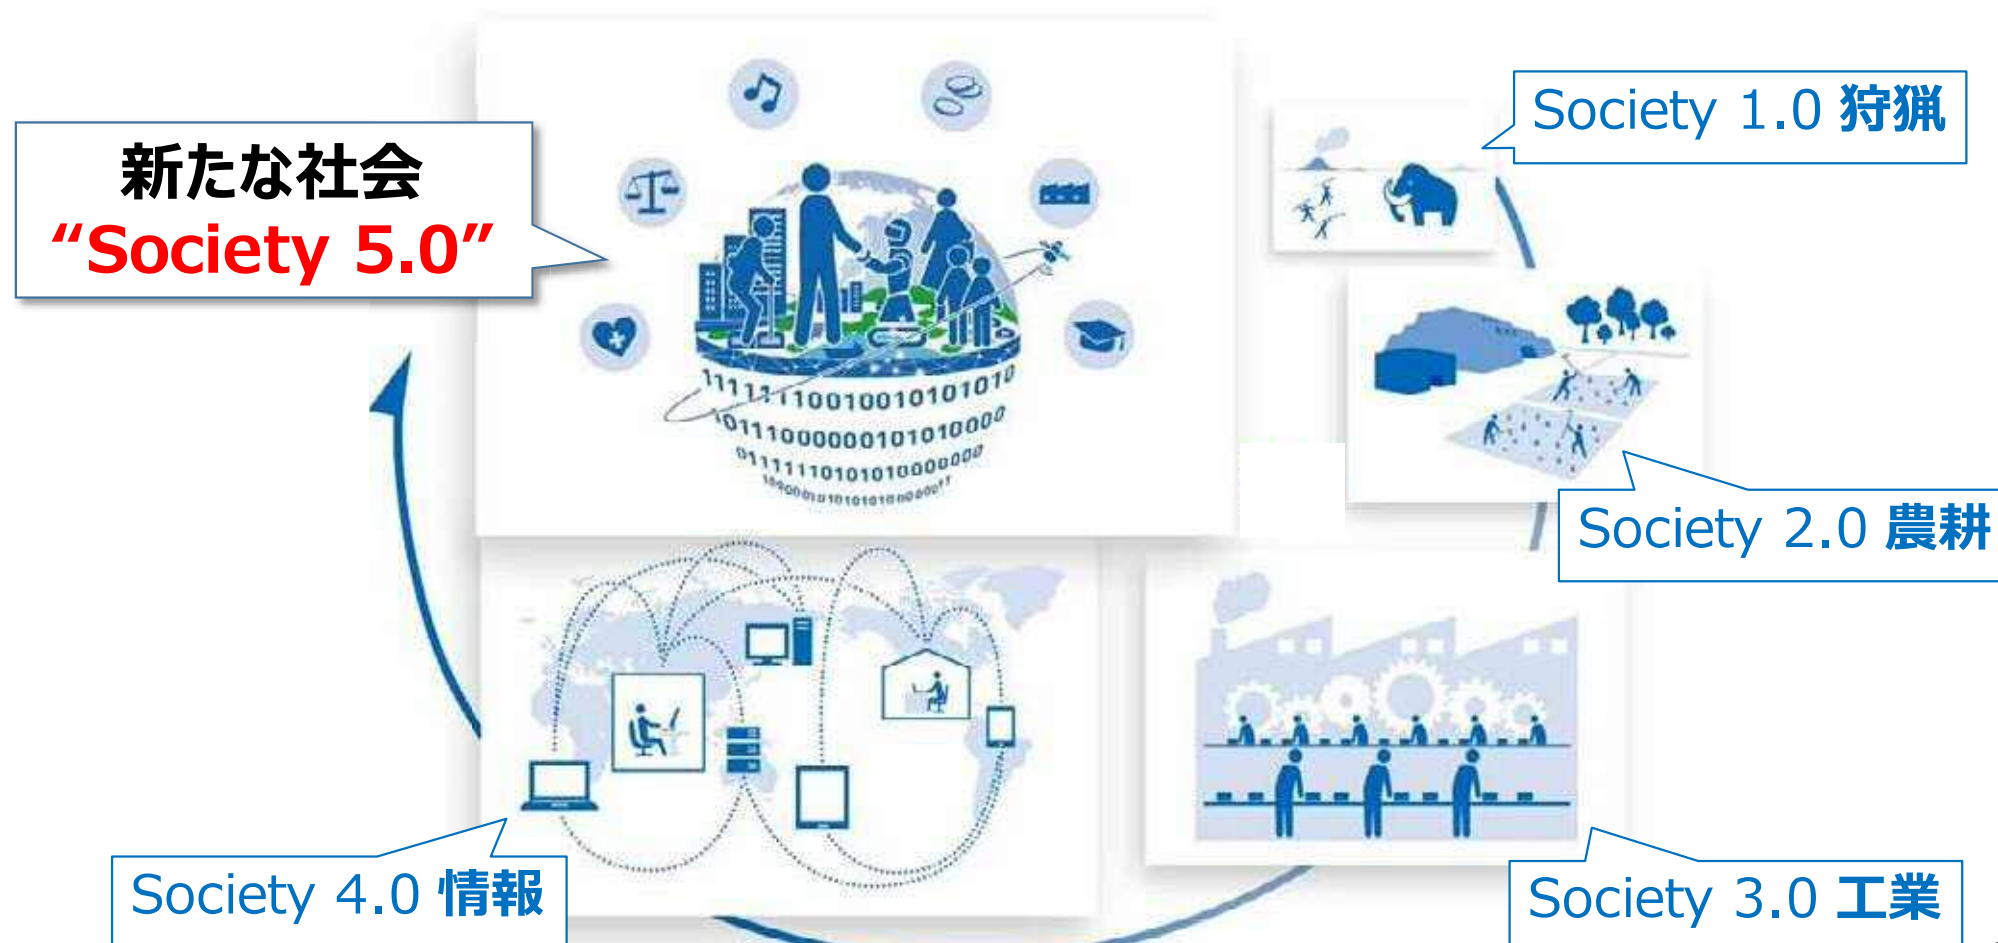 新たな社会
“Society 5.0”
Society 1.0 狩猟
Society 2.0 農耕
Society 3.0 工業
Society 4.0 情報